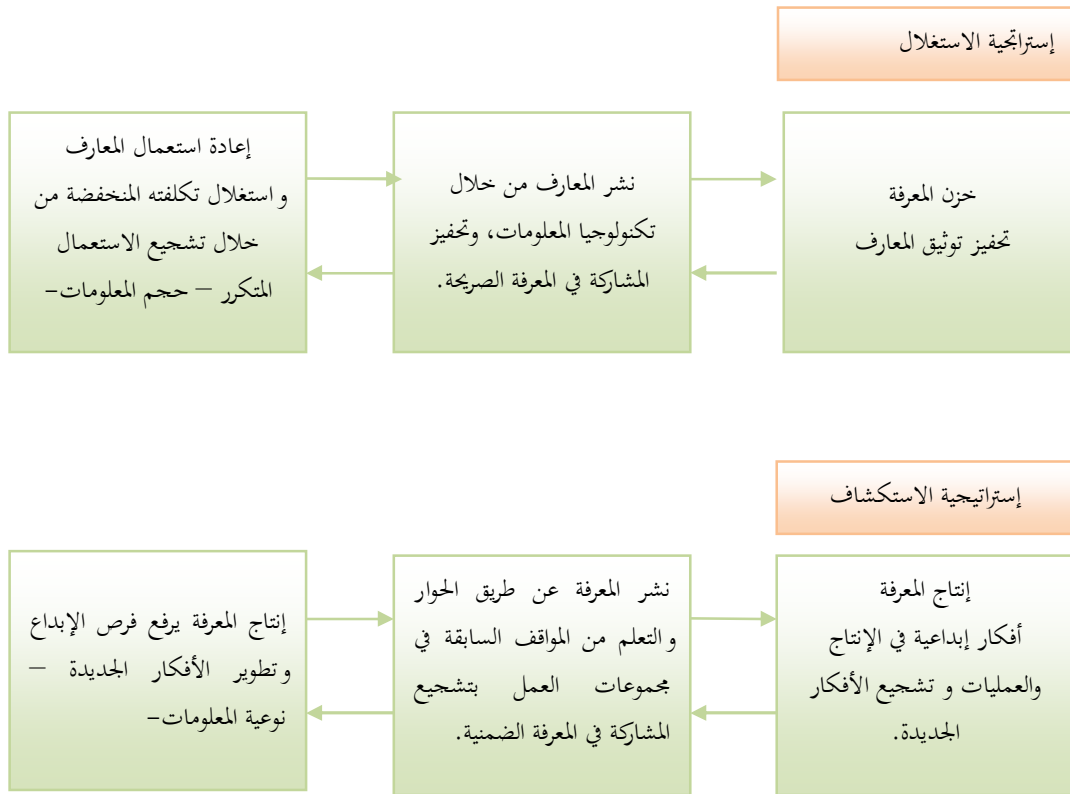 إستراتجية الاستغلال
خزن المعرفة
تحفيز توثيق المعارف
نشر المعارف من خلال
تكنولوجيا المعلومات، وتحفيز
المشاركة في المعرفة الصريحة.
إعادة استعمال المعارف
و استغلال تكلفته المنخفضة من
خلال تشجيع الاستعمال
المتكرر – حجم المعلومات-
إستراتيجية الاستكشاف
إنتاج المعرفة
أفكار إبداعية في الإنتاج
والعمليات و تشجيع الأفكار
الجديدة.
نشر المعرفة عن طريق الحوار
و التعلم من المواقف السابقة في
مجموعات العمل بتشجيع
المشاركة في المعرفة الضمنية.
إنتاج المعرفة يرفع فرص الإبداع
و تطوير الأفكار الجديدة –
نوعية المعلومات-